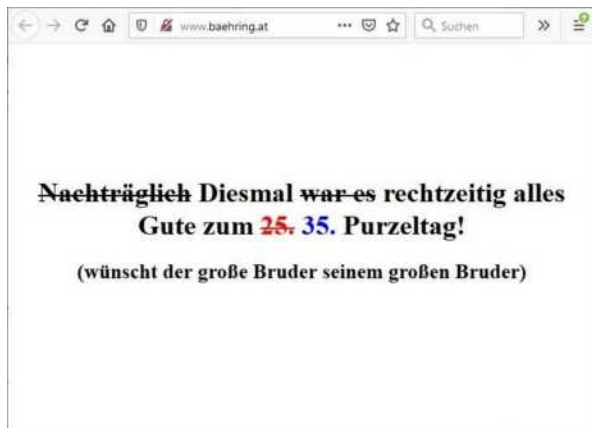 www.baehring.at
Suchen
Nachträglich Diesmal war es rechtzeitig alles
Gute zum 25. 35. Purzeltag!
(wünscht der große Bruder seinem großen Bruder)